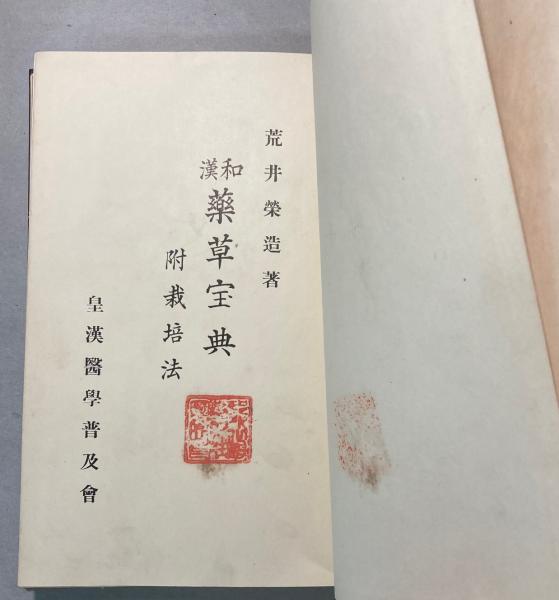 荒井榮造著
和漢
藥草宝典
附栽培法
皇漢醫學普及會